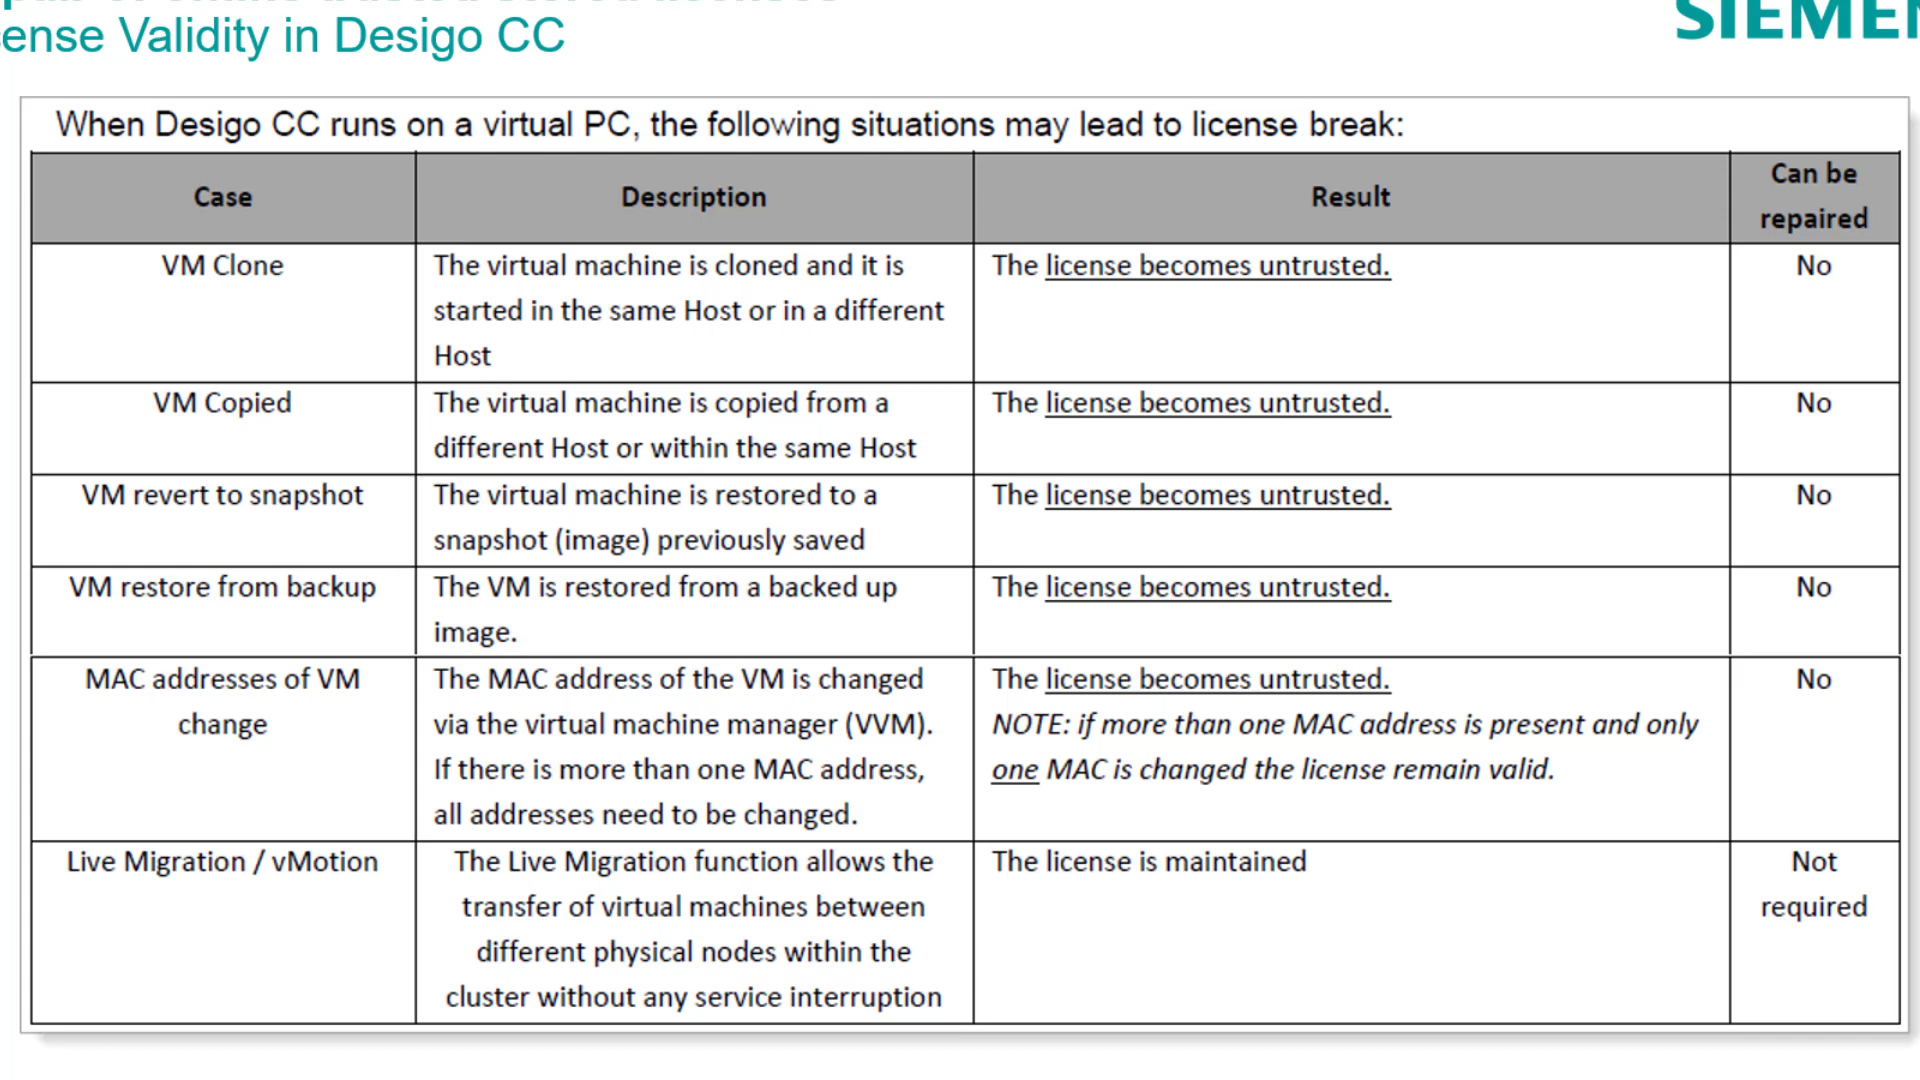 License Validity in Desigo CC
SIEMENS
When Desigo CC runs on a virtual PC, the following situations may lead to license break:
Case
Description
Result
Can be
repaired
VM Clone
The virtual machine is cloned and it is
started in the same Host or in a different
Host
The license becomes untrusted.
No
VM Copied
The virtual machine is copied from a
different Host or within the same Host
The license becomes untrusted.
No
VM revert to snapshot
The virtual machine is restored to a
snapshot (image) previously saved
The license becomes untrusted.
No
VM restore from backup
The VM is restored from a backed up
image.
The license becomes untrusted.
No
MAC addresses of VM
change
The MAC address of the VM is changed
via the virtual machine manager (VVM).
If there is more than one MAC address,
all addresses need to be changed.
The license becomes untrusted.
NOTE: if more than one MAC address is present and only
one MAC is changed the license remain valid.
No
Live Migration / vMotion
The Live Migration function allows the
transfer of virtual machines between
different physical nodes within the
cluster without any service interruption
The license is maintained
Not
required